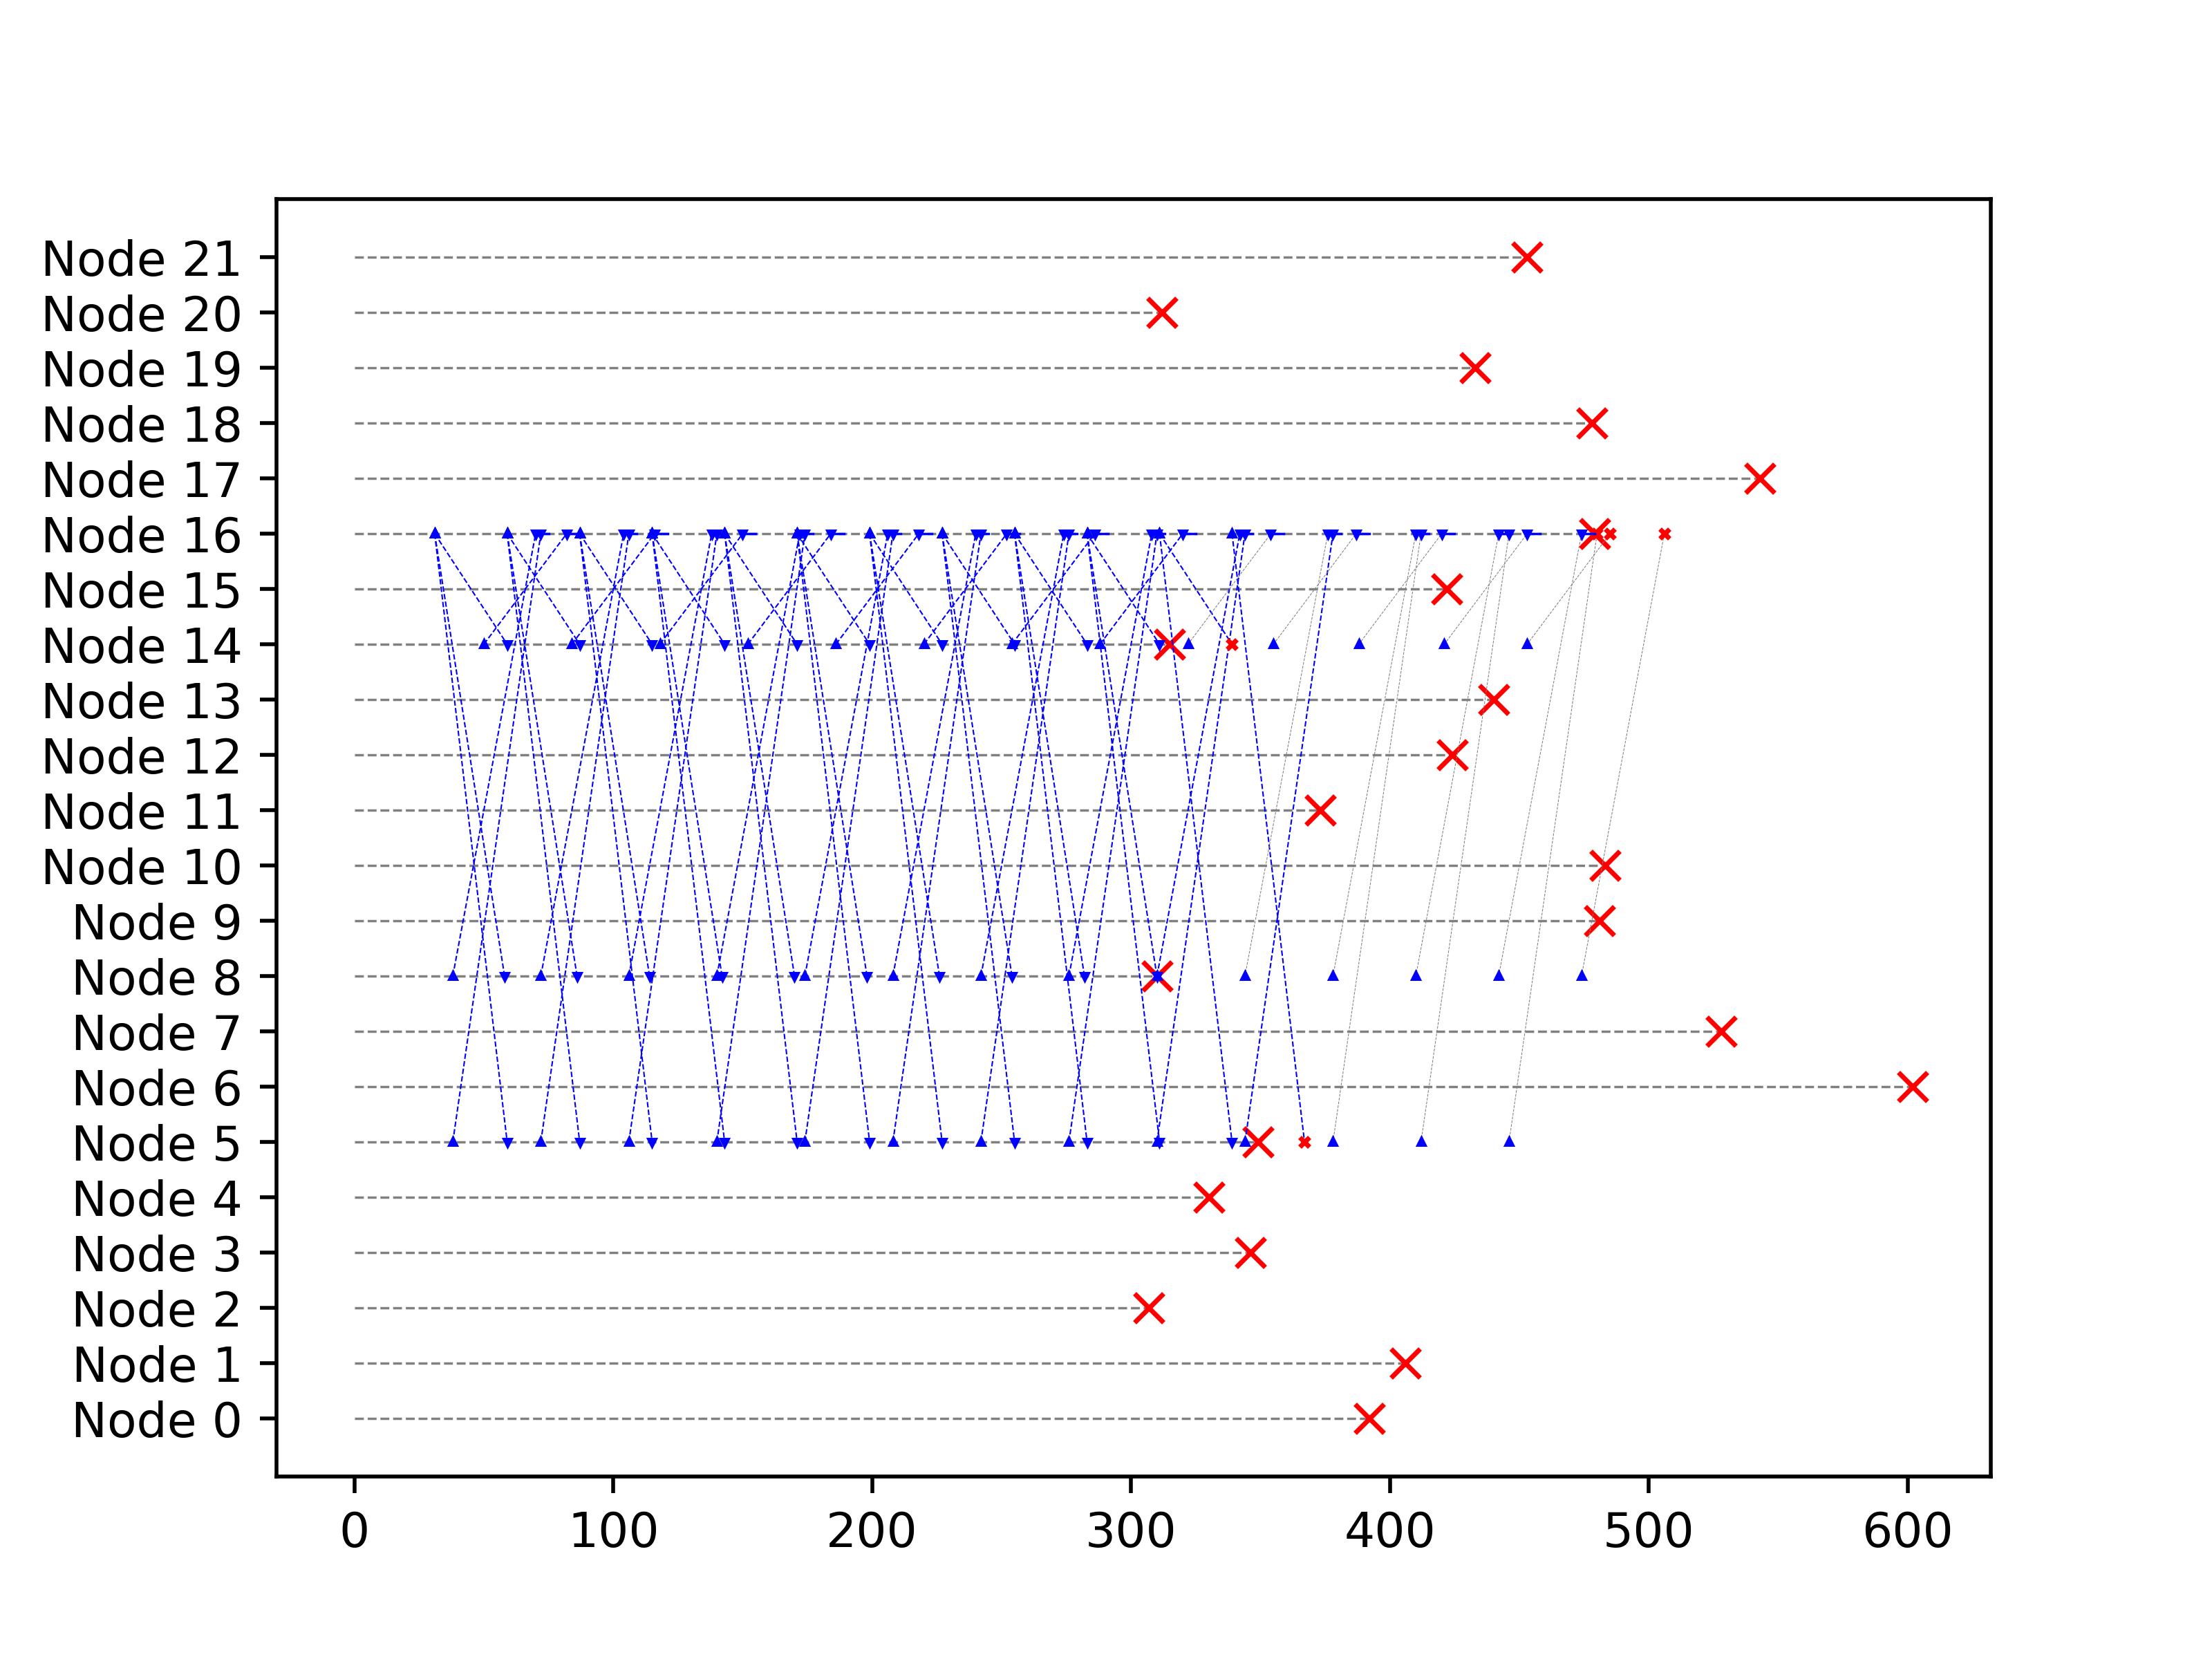 Node 21
Node 20
Node 19
Node 18
Node 17
Node 16
Node 15
Node 14
Node 13
Node 12
Node 11
Node 10
Node 9
Node 8
Node 7
Node 6
Node 5
Node 4
Node 3
Node 2
Node 1
Node 0
0 100 200 300 400 500 600